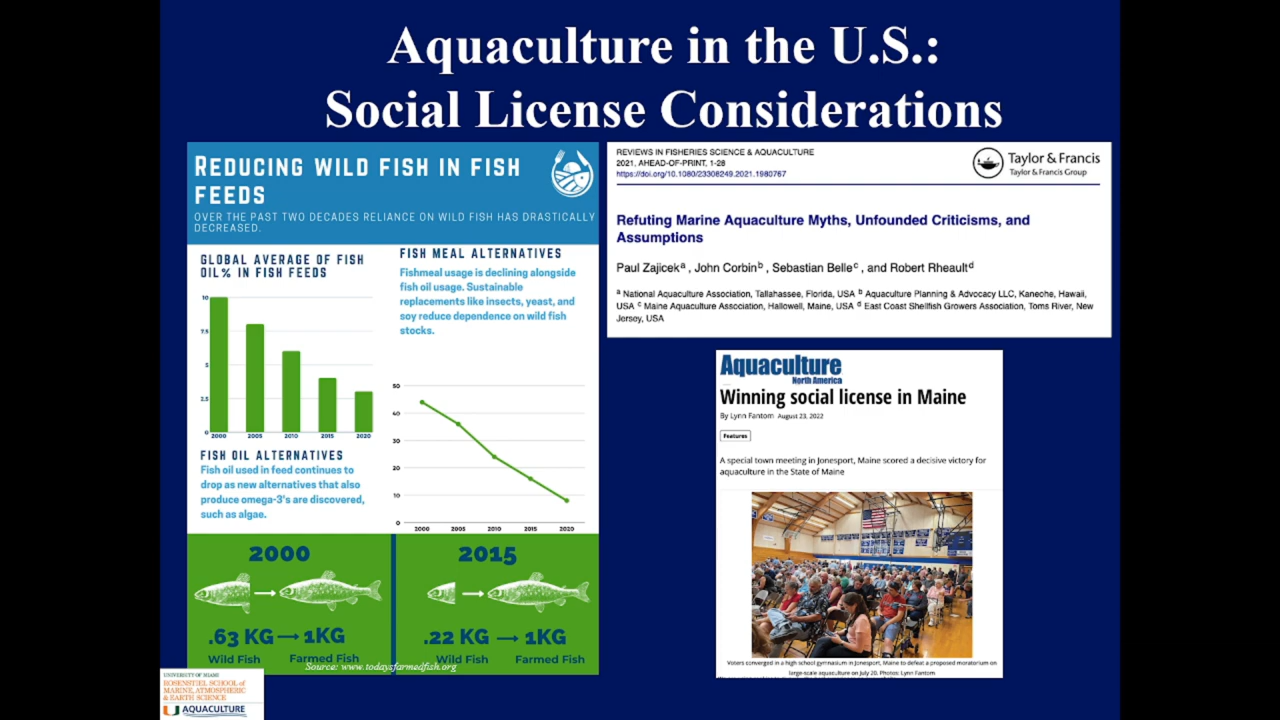 Aquaculture in the U.S.:
Social License Considerations
REDUCING WILD FISH IN FISH
FEEDS
OVER THE PAST TWO DECADES RELIANCE ON WILD FISH HAS DRASTICALLY
DECREASED.
GLOBAL AVERAGE OF FISH
OIL% IN FISH FEEDS
10
7.5
5
2.5
0
2000 2005 2010 2015 2020
FISH OIL ALTERNATIVES
Fish oil used in feed continues to
drop as new alternatives that also
produce omega-3's are discovered,
such as algae.
FISH MEAL ALTERNATIVES
Fishmeal usage is declining alongside
fish oil usage. Sustainable
replacements like insects, yeast, and
soy reduce dependence on wild fish
stocks.
50
40
30
20
10
0
2000 2005 2010 2015 2020
2000
.63 KG → 1KG
Wild Fish Farmed Fish
2015
.22 KG → 1KG
Wild Fish Farmed Fish
Source: www.todaysfarmedfish.org
REVIEWS IN FISHERIES SCIENCE & AQUACULTURE
2021, AHEAD-OF-PRINT, 1-28
https://doi.org/10.1080/23308249.2021.1980767
Taylor & Francis
Taylor & Francis Group
Refuting Marine Aquaculture Myths, Unfounded Criticisms, and
Assumptions
Paul Zajicek a, John Corbin b, Sebastian Belle c, and Robert Rheault d
a National Aquaculture Association, Tallahassee, Florida, USA b Aquaculture Planning & Advocacy LLC, Kaneohe, Hawaii,
USA c Maine Aquaculture Association, Hallowell, Maine, USA d East Coast Shellfish Growers Association, Toms River, New
Jersey, USA
Aquaculture
North America
Winning social license in Maine
By Lynn Fantom August 23, 2022
Features
A special town meeting in Jonesport, Maine scored a decisive victory for
aquaculture in the State of Maine
Voters converged in a high school gymnasium in Jonesport, Maine to defeat a proposed moratorium on
large-scale aquaculture on July 20. Photos: Lynn Fantom
UNIVERSITY OF MIAMI
ROSENSTIEL SCHOOL of
MARINE, ATMOSPHERIC
& EARTH SCIENCE
AQUACULTURE